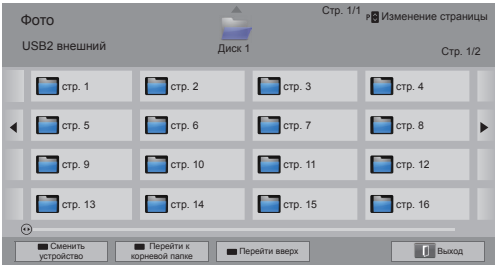 Фото
Стр. 1/1
P Изменение страницы
USB2 внешний
Диск 1
Стр. 1/2
стр. 1
стр. 2
стр. 3
стр. 4
стр. 5
стр. 6
стр. 7
стр. 8
стр. 9
стр. 10
стр. 11
стр. 12
стр. 13
стр. 14
стр. 15
стр. 16
Сменить
устройство
Перейти к
корневой папке
Перейти вверх
Выход